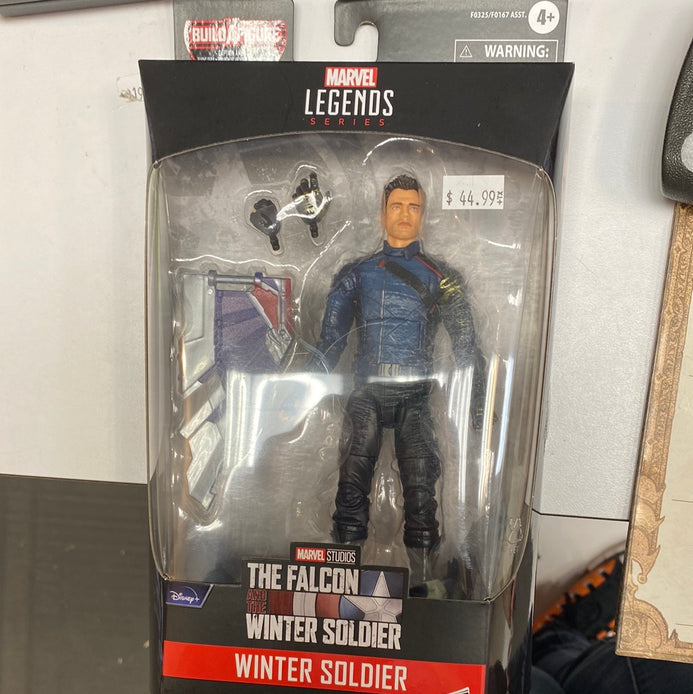 F0325/F0167 ASST.
4+
BUILD A FIGURE
⚠ WARNING:
MARVEL
LEGENDS
SERIES
$ 44.99
MARVEL STUDIOS
THE FALCON
AND THE
WINTER SOLDIER
Disney+
WINTER SOLDIER